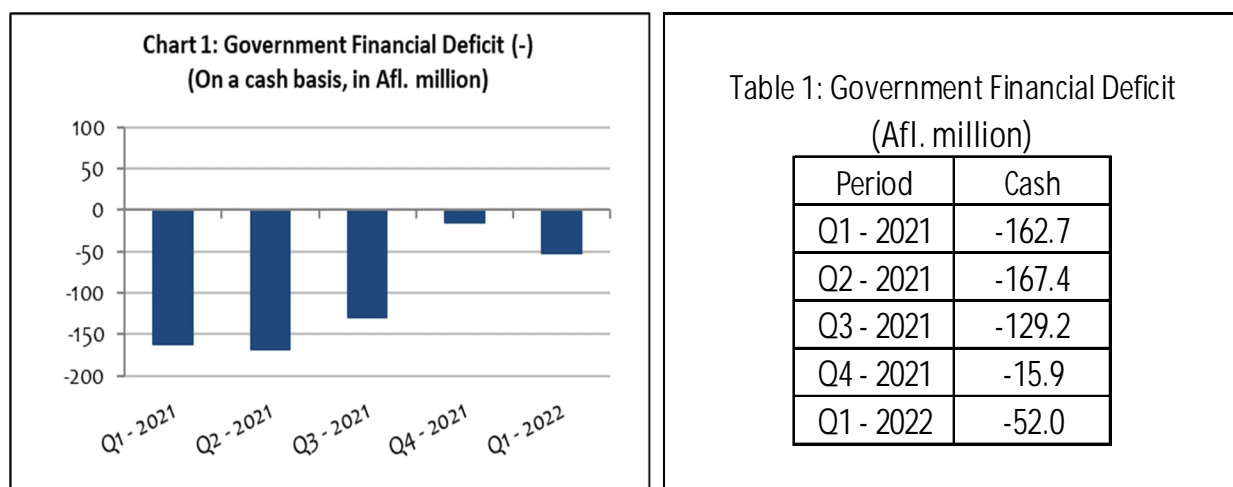 Chart 1: Government Financial Deficit (-)
(On a cash basis, in Afl. million)
100
50
0
-50
-100
-150
-200
Q1 - 2021
Q2 - 2021
Q3 - 2021
Q4 - 2021
Q1 - 2022
Table 1: Government Financial Deficit
(Afl. million)
Period Cash
Q1 - 2021 -162.7
Q2 - 2021 -167.4
Q3 - 2021 -129.2
Q4 - 2021 -15.9
Q1 - 2022 -52.0